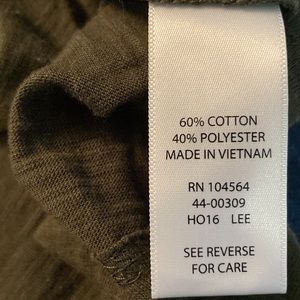 60% COTTON
40% POLYESTER
MADE IN VIETNAM
RN 104564
44-00309
HO16 LEE
SEE REVERSE
FOR CARE